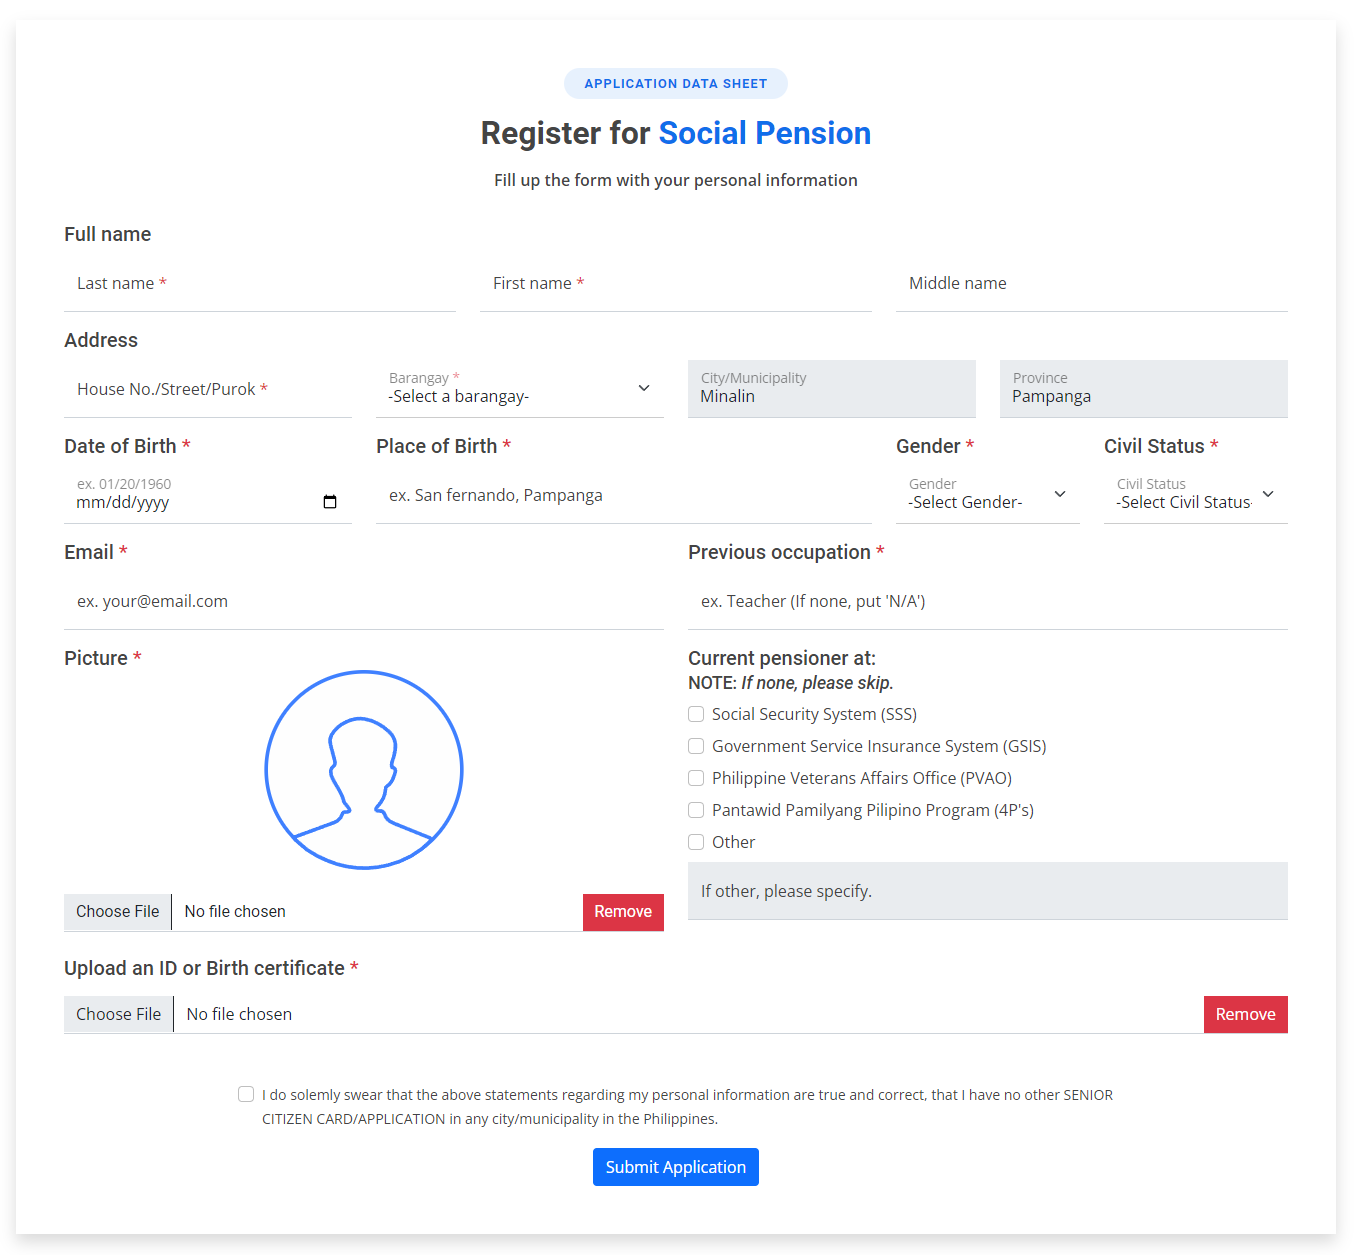 APPLICATION DATA SHEET
Register for Social Pension
Fill up the form with your personal information
Full name
Last name *
First name *
Middle name
Address
House No./Street/Purok *
Barangay *
-Select a barangay-
City/Municipality
Minalin
Province
Pampanga
Date of Birth *
ex. 01/20/1960
mm/dd/yyyy
Place of Birth *
ex. San fernando, Pampanga
Gender *
Gender
-Select Gender-
Civil Status *
Civil Status
-Select Civil Status-
Email *
ex. your@email.com
Previous occupation *
ex. Teacher (If none, put 'N/A')
Picture *
Choose File No file chosen
Remove
Current pensioner at:
NOTE: If none, please skip.
Social Security System (SSS)
Government Service Insurance System (GSIS)
Philippine Veterans Affairs Office (PVAO)
Pantawid Pamilyang Pilipino Program (4P's)
Other
If other, please specify.
Upload an ID or Birth certificate *
Choose File No file chosen
Remove
I do solemly swear that the above statements regarding my personal information are true and correct, that I have no other SENIOR
CITIZEN CARD/APPLICATION in any city/municipality in the Philippines.
Submit Application